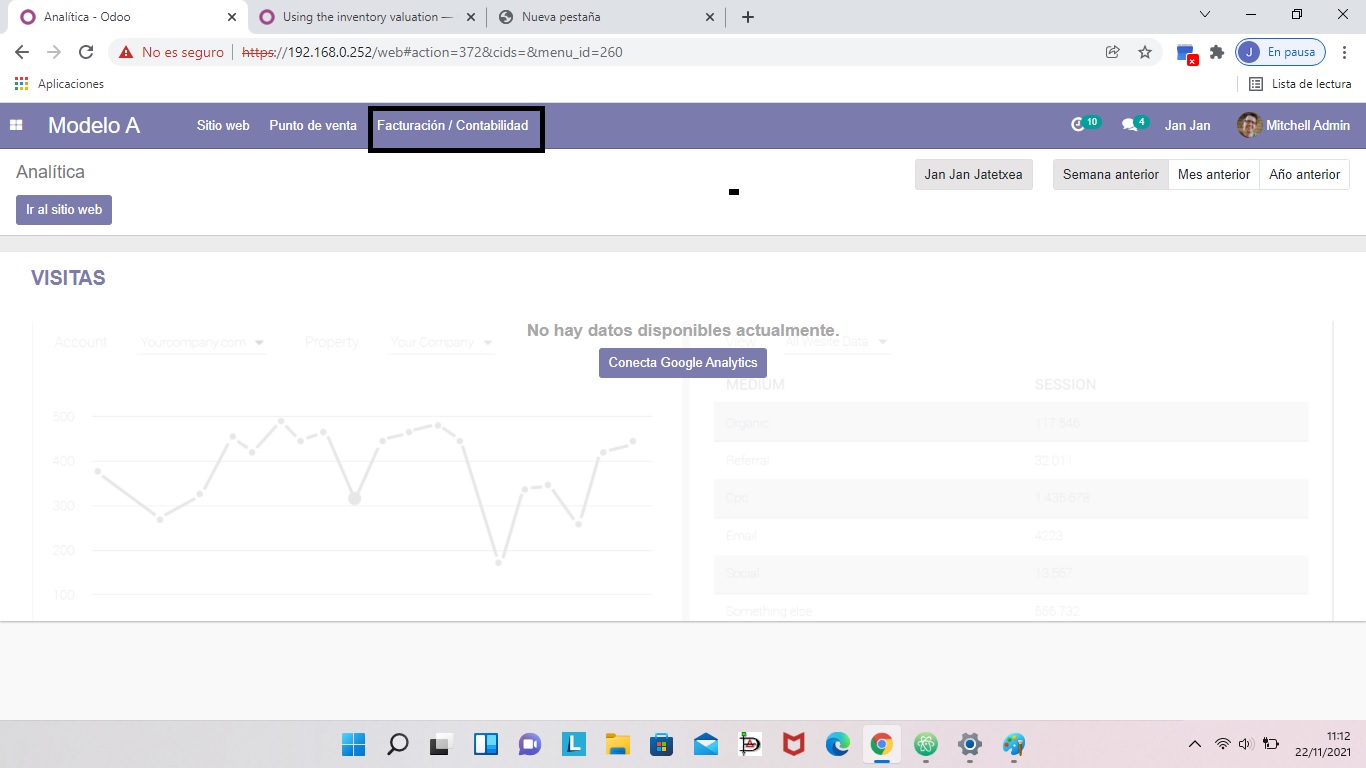 Analítica - Odoo
Using the inventory valuation —
Nueva pestaña
No es seguro
https://192.168.0.252/web#action=372&cids=&menu_id=260
J En pausa
Aplicaciones
Lista de lectura
Modelo A
Sitio web
Punto de venta
Facturación / Contabilidad
10
4
Jan Jan
Mitchell Admin
Analítica
Jan Jan Jatetxea
Semana anterior
Mes anterior
Año anterior
Ir al sitio web
VISITAS
No hay datos disponibles actualmente.
Account
Yourcompany.com
Property
Your Company
View
All Wesite Data
Conecta Google Analytics
MEDIUM SESSION
500
400
300
200
100
Organic 117.546
Referral 32.011
Cpc 1.435.678
Email 4223
Social 13.567
Something else 556.732
11:12
22/11/2021